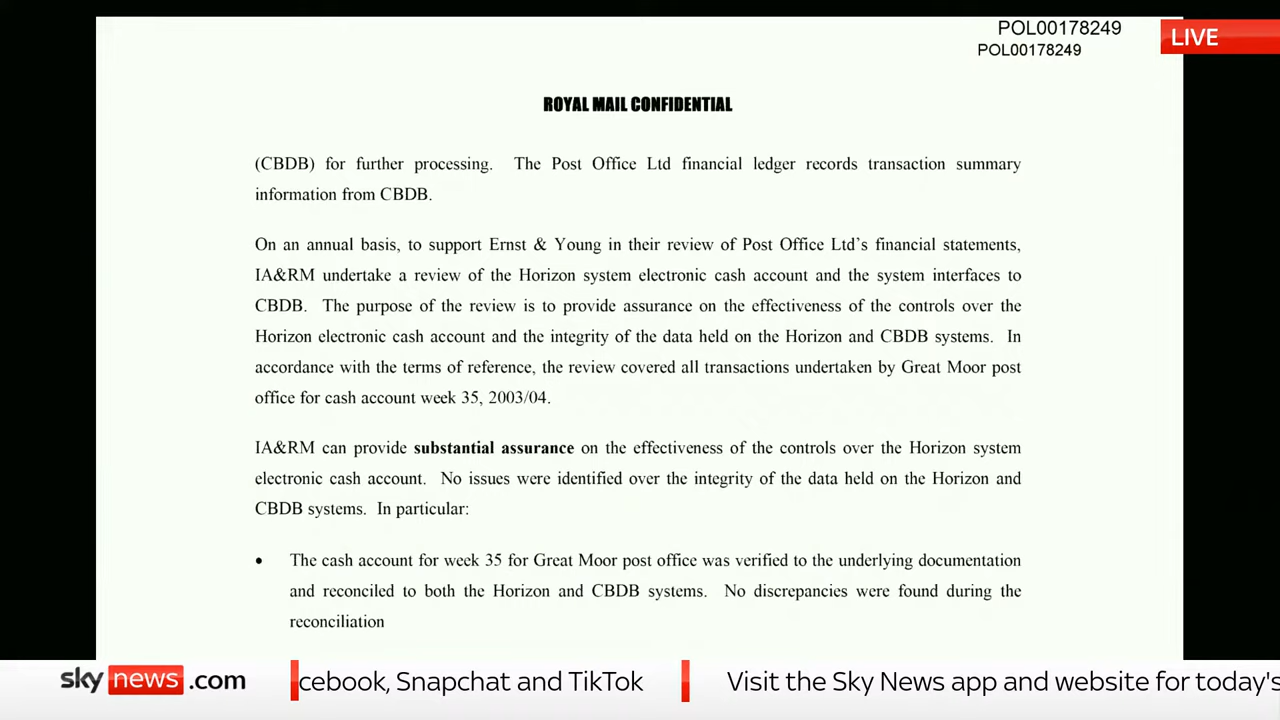 POL00178249
POL00178249
LIVE
ROYAL MAIL CONFIDENTIAL
(CBDB) for further processing. The Post Office Ltd financial ledger records transaction summary
information from CBDB.
On an annual basis, to support Ernst & Young in their review of Post Office Ltd's financial statements,
IA&RM undertake a review of the Horizon system electronic cash account and the system interfaces to
CBDB. The purpose of the review is to provide assurance on the effectiveness of the controls over the
Horizon electronic cash account and the integrity of the data held on the Horizon and CBDB systems. In
accordance with the terms of reference, the review covered all transactions undertaken by Great Moor post
office for cash account week 35, 2003/04.
IA&RM can provide substantial assurance on the effectiveness of the controls over the Horizon system
electronic cash account. No issues were identified over the integrity of the data held on the Horizon and
CBDB systems. In particular:
• The cash account for week 35 for Great Moor post office was verified to the underlying documentation
and reconciled to both the Horizon and CBDB systems. No discrepancies were found during the
reconciliation
sky news .com
cebook, Snapchat and TikTok
Visit the Sky News app and website for today's